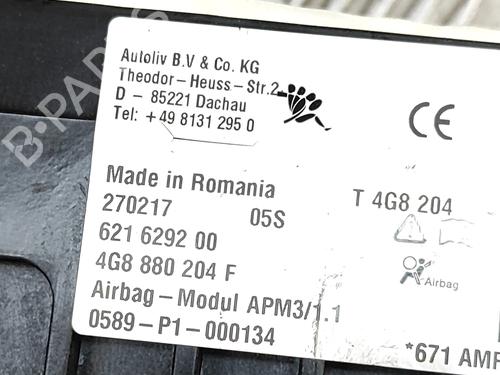 B-PARTS
Autoliv B.V & Co. KG
Theodor-Heuss-Str.2
D - 85221 Dachau
Tel: +49 8131 295 0
CE
Made in Romania
270217 05S
621 6292 00
4G8 880 204 F
Airbag-Modul APM3/1.1
0589-P1-000134
T 4G8 204
Airbag
*671 AMF